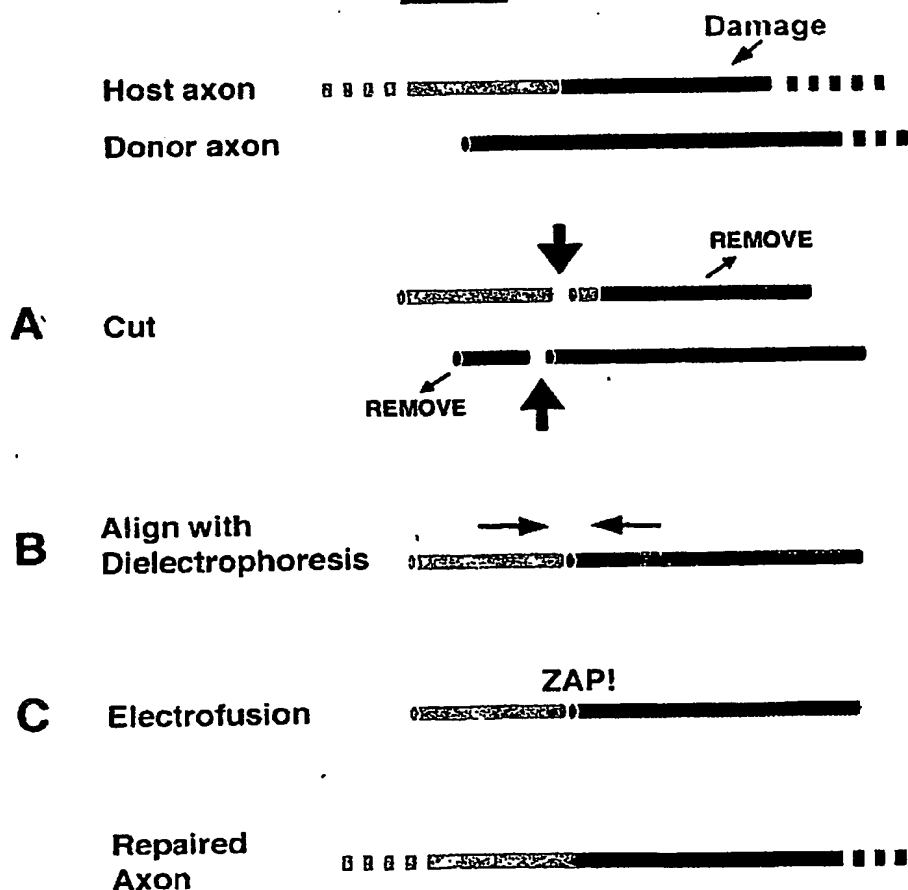 Damage
Host axon
Donor axon
REMOVE
A Cut
REMOVE
B Align with
Dielectrophoresis
ZAP!
C Electrofusion
Repaired
Axon